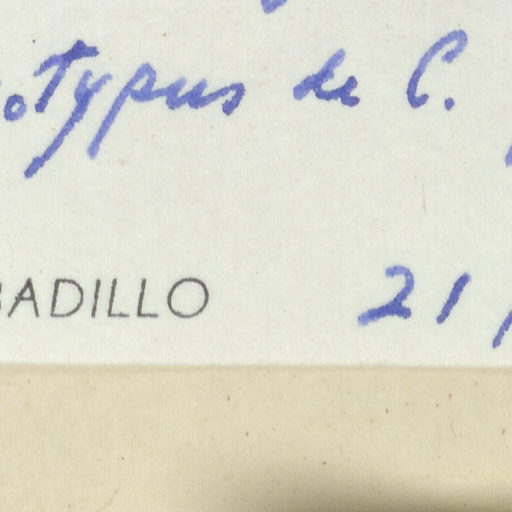 otypus de C.
BADILLO 21